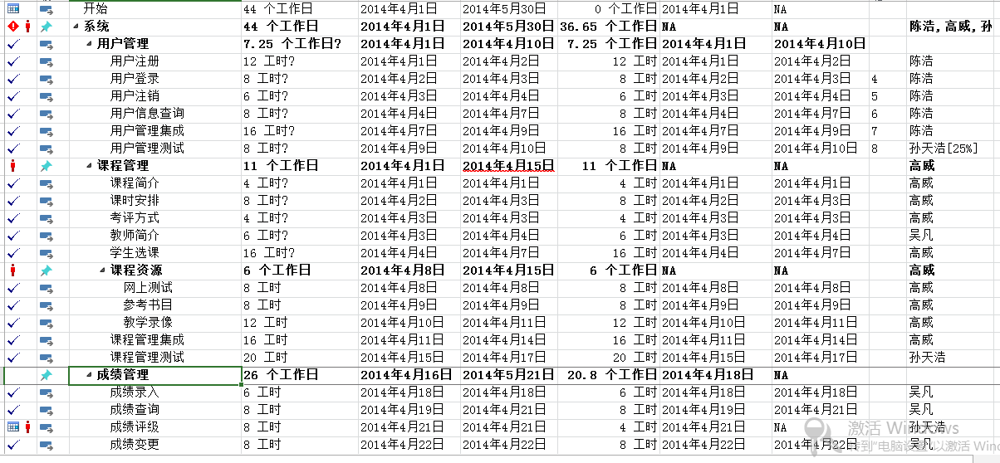 开始 44 个工作日 2014年4月1日 2014年5月30日 0 个工作日 2014年4月1日 NA
系统 44 个工作日 2014年4月1日 2014年5月30日 36.65 个工作日 NA NA 陈浩,高威,孙
用户管理 7.25 个工作日? 2014年4月1日 2014年4月10日 7.25 个工作日 2014年4月1日 2014年4月10日
用户注册 12 工时? 2014年4月1日 2014年4月2日 12 工时 2014年4月1日 2014年4月2日 陈浩
用户登录 8 工时? 2014年4月2日 2014年4月3日 8 工时 2014年4月2日 2014年4月3日 4 陈浩
用户注销 6 工时? 2014年4月3日 2014年4月4日 6 工时 2014年4月3日 2014年4月4日 5 陈浩
用户信息查询 8 工时? 2014年4月4日 2014年4月7日 8 工时 2014年4月4日 2014年4月7日 6 陈浩
用户管理集成 16 工时? 2014年4月7日 2014年4月9日 16 工时 2014年4月7日 2014年4月9日 7 陈浩
用户管理测试 8 工时? 2014年4月9日 2014年4月10日 8 工时 2014年4月9日 2014年4月10日 8 孙天浩[25%]
课程管理 11 个工作日 2014年4月1日 2014年4月15日 11 个工作日 NA NA 高威
课程简介 4 工时? 2014年4月1日 2014年4月1日 4 工时 2014年4月1日 2014年4月1日 高威
课时安排 8 工时? 2014年4月2日 2014年4月3日 8 工时 2014年4月2日 2014年4月3日 高威
考评方式 4 工时? 2014年4月3日 2014年4月3日 4 工时 2014年4月3日 2014年4月3日 高威
教师简介 6 工时? 2014年4月3日 2014年4月4日 6 工时 2014年4月3日 2014年4月4日 吴凡
学生选课 16 工时? 2014年4月4日 2014年4月7日 16 工时 2014年4月4日 2014年4月7日 高威
课程资源 6 个工作日 2014年4月8日 2014年4月15日 6 个工作日 NA NA 高威
网上测试 8 工时 2014年4月8日 2014年4月8日 8 工时 2014年4月8日 2014年4月8日 高威
参考书目 8 工时 2014年4月9日 2014年4月9日 8 工时 2014年4月9日 2014年4月9日 高威
教学录像 12 工时 2014年4月10日 2014年4月11日 12 工时 2014年4月10日 2014年4月11日 高威
课程管理集成 16 工时 2014年4月11日 2014年4月14日 16 工时 2014年4月11日 2014年4月14日 高威
课程管理测试 20 工时 2014年4月15日 2014年4月17日 20 工时 2014年4月15日 2014年4月17日 孙天浩
成绩管理 26 个工作日 2014年4月16日 2014年5月21日 20.8 个工作日 2014年4月18日 NA
成绩录入 6 工时 2014年4月18日 2014年4月18日 6 工时 2014年4月18日 2014年4月18日 吴凡
成绩查询 8 工时 2014年4月19日 2014年4月21日 8 工时 2014年4月19日 2014年4月21日 吴凡
成绩评级 8 工时 2014年4月21日 2014年4月21日 4 工时 2014年4月21日 NA 孙天浩
激活 Windows
成绩变更 8 工时 2014年4月22日 2014年4月22日 8 工时 2014年4月22日 2014年4月22日 吴凡
转到"电脑设置"以激活 Win